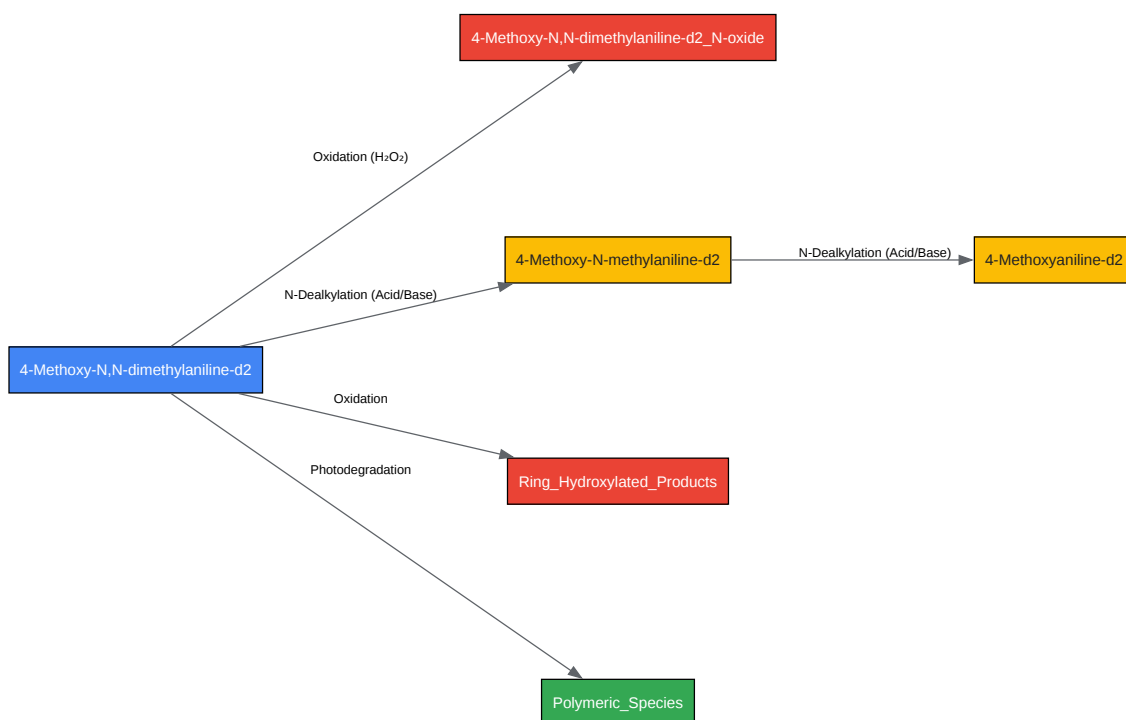 4-Methoxy-N,N-dimethylaniline-d2_N-oxide
Oxidation (H₂O₂)
4-Methoxy-N-methylaniline-d2
N-Dealkylation (Acid/Base)
4-Methoxyaniline-d2
N-Dealkylation (Acid/Base)
4-Methoxy-N,N-dimethylaniline-d2
Oxidation
Photodegradation
Ring_Hydroxylated_Products
Polymeric_Species